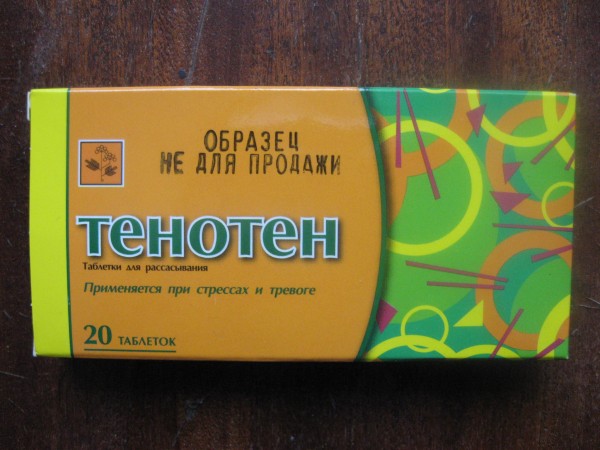 ОБРАЗЕЦ
НЕ ДЛЯ ПРОДАЖИ
ТЕНОТЕН
Таблетки для рассасывания
Применяется при стрессах и тревоге
20 ТАБЛЕТОК